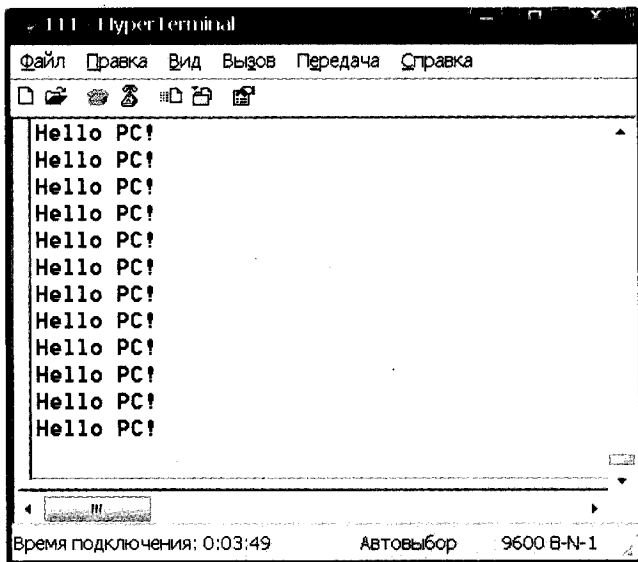 111 - HyperTerminal
Файл Правка Вид Вызов Передача Справка
Hello PC!
Hello PC!
Hello PC!
Hello PC!
Hello PC!
Hello PC!
Hello PC!
Hello PC!
Hello PC!
Hello PC!
Hello PC!
Hello PC!
Время подключения: 0:03:49 Автовыбор 9600 8-N-1